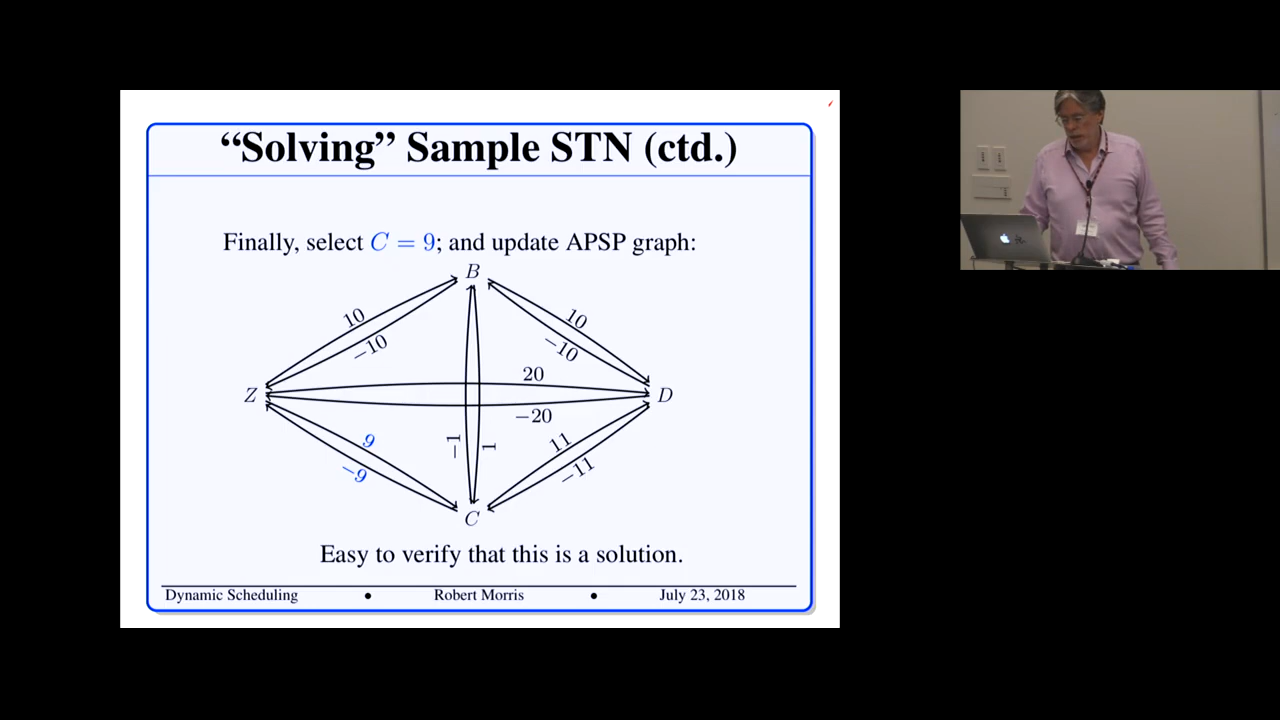 “Solving” Sample STN (ctd.)
Finally, select C = 9; and update APSP graph:
B
10
10
−10
−10
20
Z
D
−20
9
−1
1
11
−9
−11
C
Easy to verify that this is a solution.
Dynamic Scheduling • Robert Morris • July 23, 2018